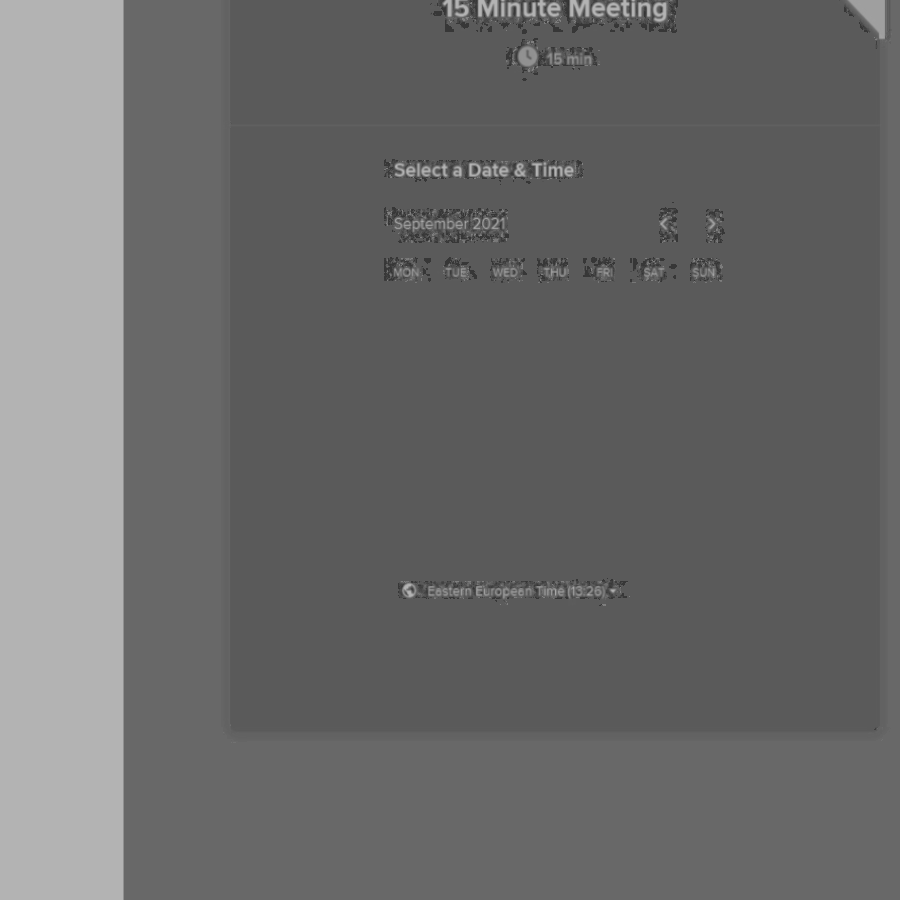 15 Minute Meeting
15 min
Select a Date & Time
September 2021
MON TUE WED THU FRI SAT SUN
Eastern European Time (13:26)